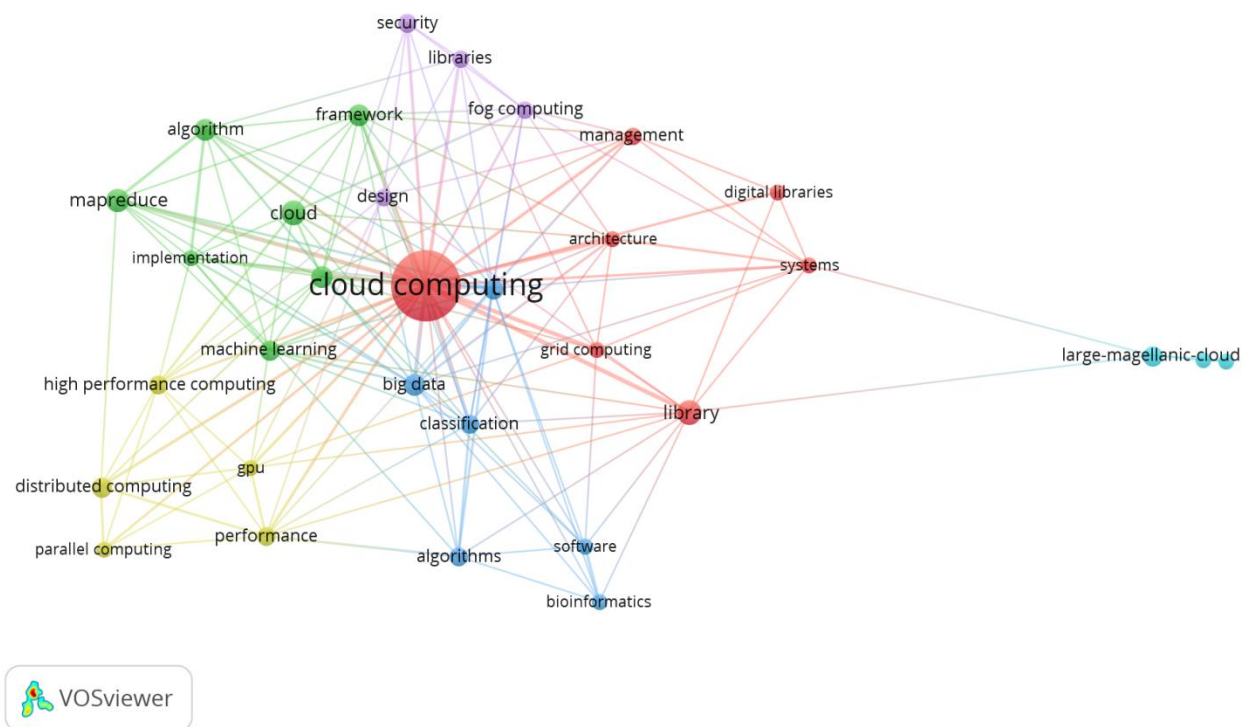 security
libraries
fog computing
framework
algorithm
management
mapreduce
design
digital libraries
cloud
architecture
implementation
systems
cloud computing
machine learning
grid computing
large-magellanic-cloud
high performance computing
big data
library
classification
gpu
distributed computing
performance
parallel computing
algorithms
software
bioinformatics
VOSviewer